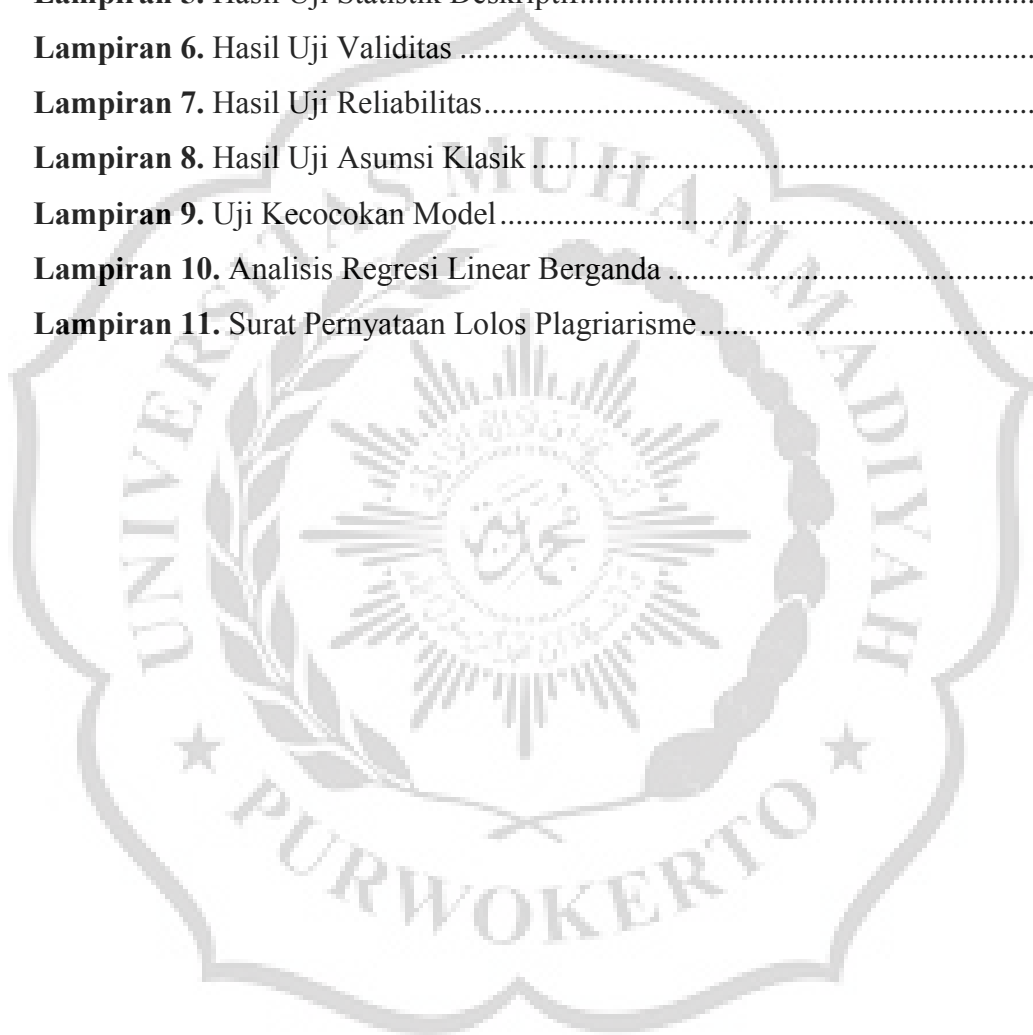 Lampiran 5. Hasil Uji Statistik Deskriptif..........................................................
Lampiran 6. Hasil Uji Validitas ........................................................................
Lampiran 7. Hasil Uji Reliabilitas.....................................................................
Lampiran 8. Hasil Uji Asumsi Klasik ...............................................................
Lampiran 9. Uji Kecocokan Model...................................................................
Lampiran 10. Analisis Regresi Linear Berganda ..............................................
Lampiran 11. Surat Pernyataan Lolos Plagriarisme..........................................
UNIVERSITAS MUHAMMADIYAH
PURWOKERTO